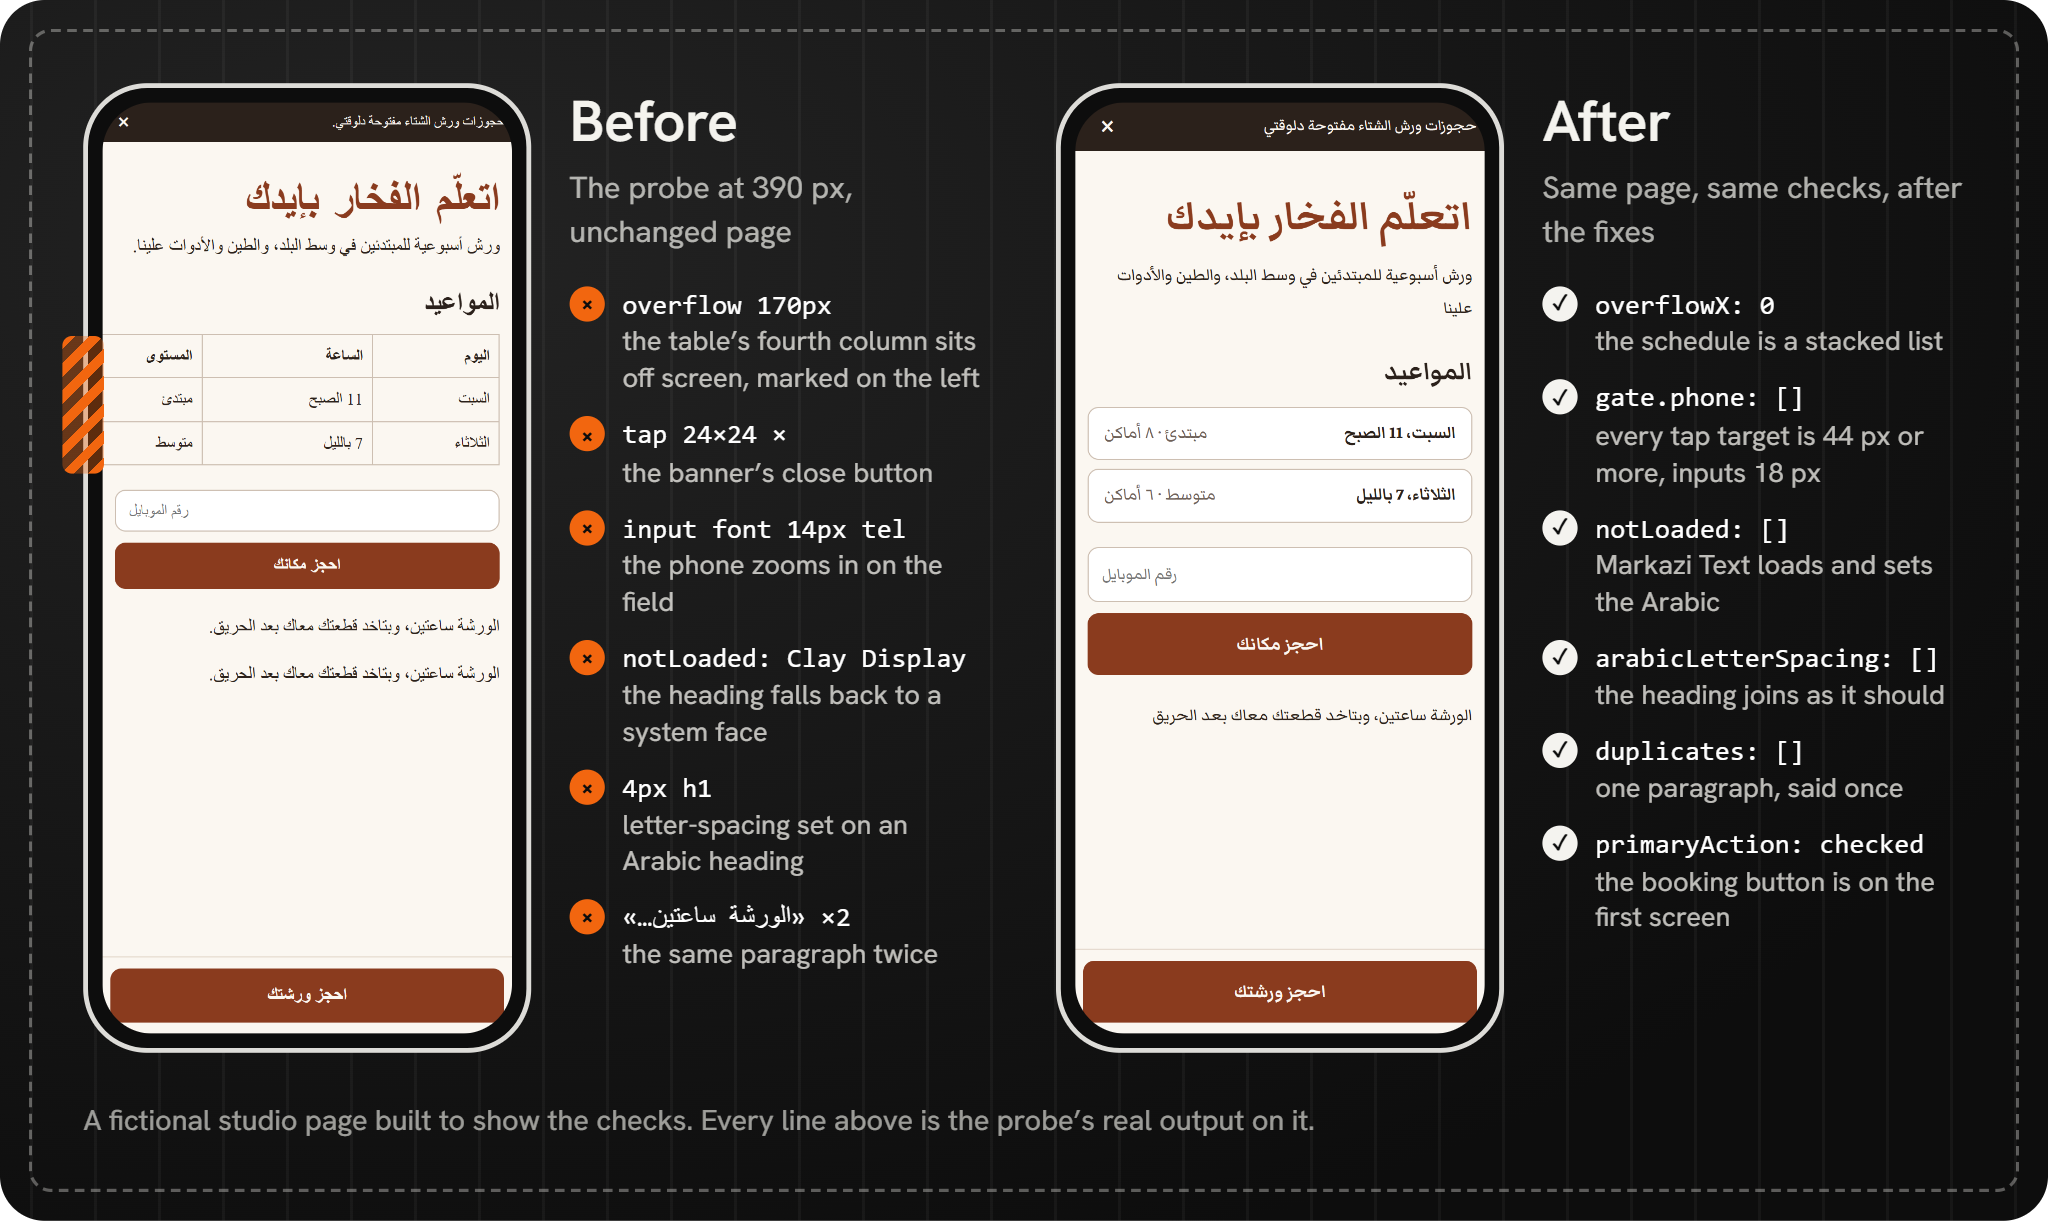 حجوزات ورش الشتاء مفتوحة دلوقتي.
×
اتعلّم الفخار بإيدك
ورش أسبوعية للمبتدئين في وسط البلد، والطين والأدوات علينا.
المواعيد
اليوم الساعة المستوى
السبت 11 الصبح مبتدئ
الثلاثاء 7 بالليل متوسط
رقم الموبايل
احجز مكانك
الورشة ساعتين، وبتاخد قطعتك معاك بعد الحريق.
الورشة ساعتين، وبتاخد قطعتك معاك بعد الحريق.
احجز ورشتك
Before
The probe at 390 px,
unchanged page
× overflow 170px
the table’s fourth column sits
off screen, marked on the left
× tap 24×24 ×
the banner’s close button
× input font 14px tel
the phone zooms in on the
field
× notLoaded: Clay Display
the heading falls back to a
system face
× 4px h1
letter-spacing set on an
Arabic heading
× «الورشة ساعتين…» ×2
the same paragraph twice
حجوزات ورش الشتاء مفتوحة دلوقتي
×
اتعلّم الفخار بإيدك
ورش أسبوعية للمبتدئين في وسط البلد، والطين والأدوات
علينا
المواعيد
السبت، 11 الصبح مبتدئ · ٨ أماكن
الثلاثاء، 7 بالليل متوسط · ٦ أماكن
رقم الموبايل
احجز مكانك
الورشة ساعتين، وبتاخد قطعتك معاك بعد الحريق
احجز ورشتك
After
Same page, same checks, after
the fixes
✓ overflowX: 0
the schedule is a stacked list
✓ gate.phone: []
every tap target is 44 px or
more, inputs 18 px
✓ notLoaded: []
Markazi Text loads and sets
the Arabic
✓ arabicLetterSpacing: []
the heading joins as it should
✓ duplicates: []
one paragraph, said once
✓ primaryAction: checked
the booking button is on the
first screen
A fictional studio page built to show the checks. Every line above is the probe’s real output on it.